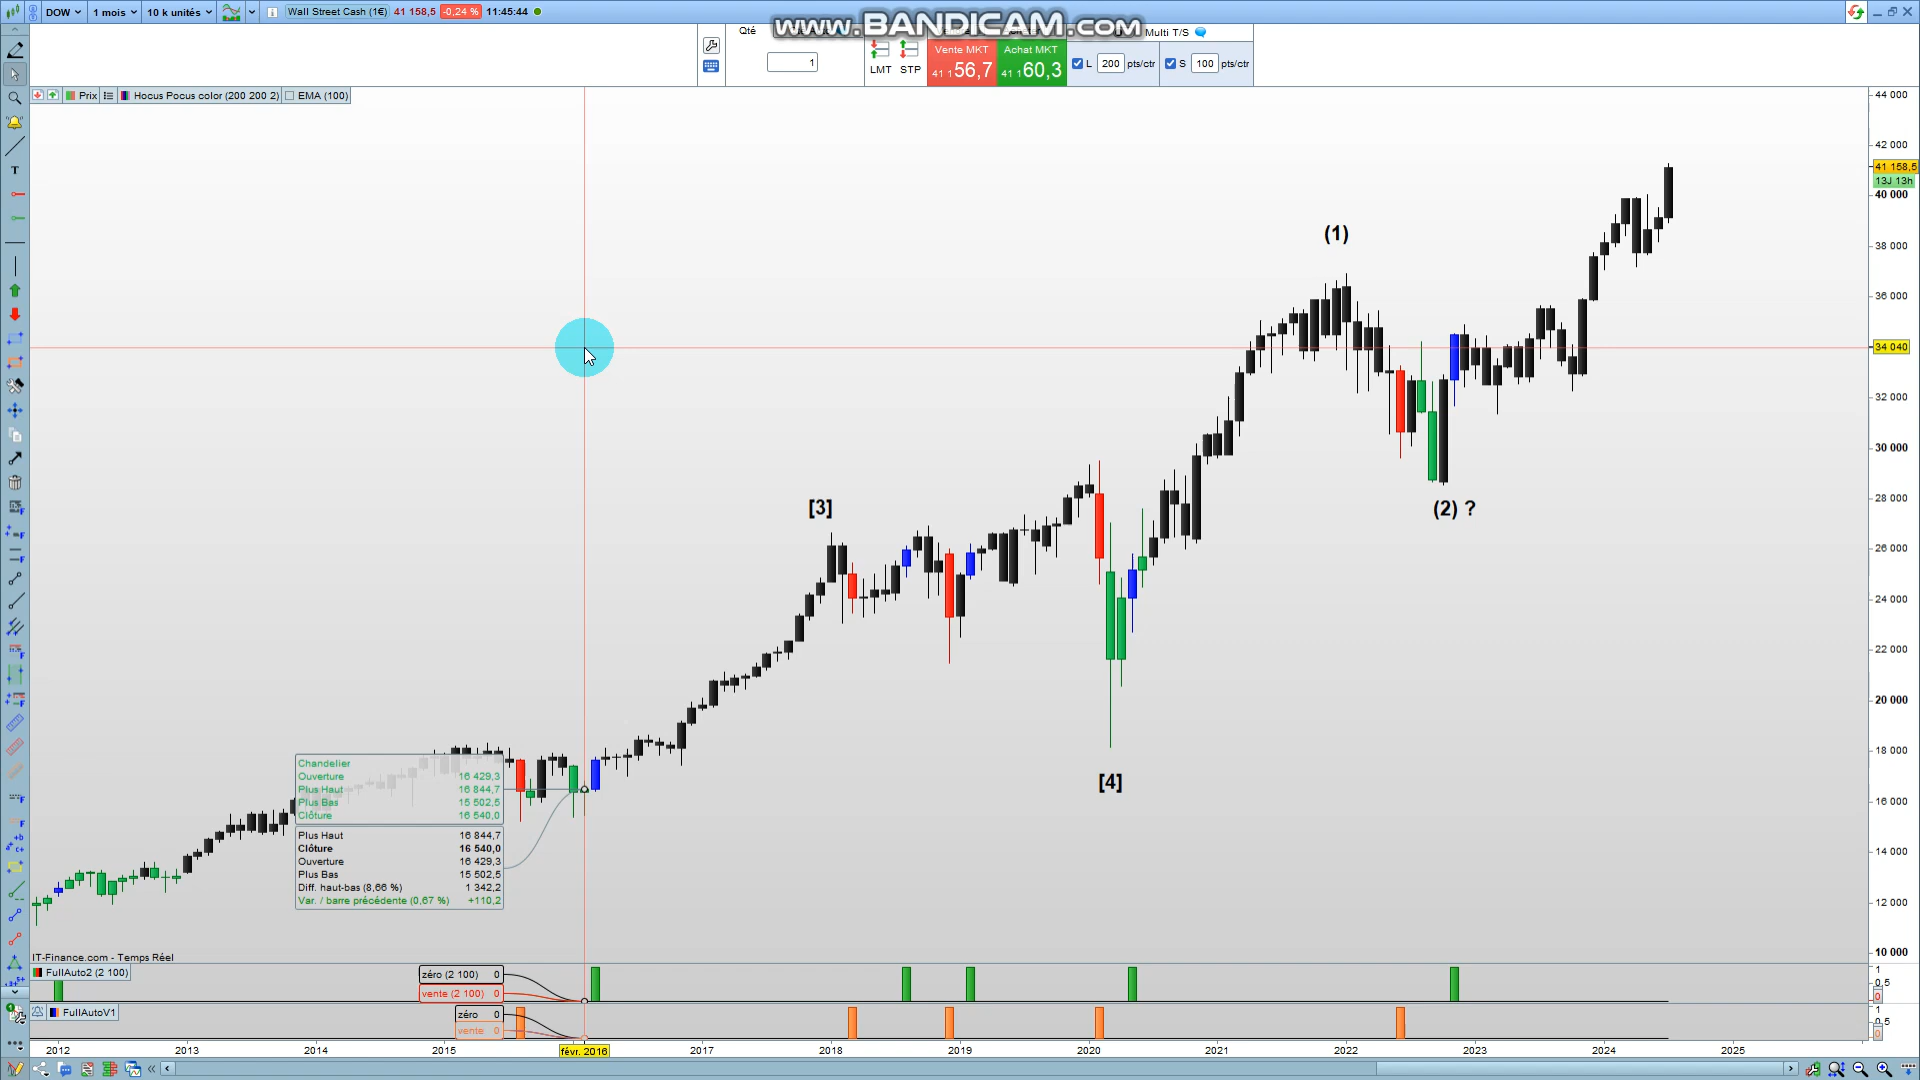 DOW
1 mois
10 k unités
Wall Street Cash (1€)
41 158,5
-0,24 %
11:45:44
www.BANDICAM.com
Qté
Multi T/S
1
LMT
STP
Vente MKT
41 156,7
Achat MKT
41 160,3
L
200
pts/ctr
S
100
pts/ctr
Prix
Hocus Pocus color (200 200 2)
EMA (100)
44 000
42 000
41 158,5
13J 13h
40 000
38 000
36 000
34 040
32 000
30 000
28 000
26 000
24 000
22 000
20 000
18 000
16 000
14 000
12 000
10 000
(1)
(2) ?
[3]
[4]
Chandelier
Ouverture 16 429,3
Plus Haut 16 844,7
Plus Bas 15 502,5
Clôture 16 540,0
Plus Haut 16 844,7
Clôture 16 540,0
Ouverture 16 429,3
Plus Bas 15 502,5
Diff. haut-bas (8,66 %) 1 342,2
Var. / barre précédente (0,67 %) +110,2
IT-Finance.com - Temps Réel
FullAuto2 (2 100)
zéro (2 100) 0
vente (2 100) 0
1
0,5
0
FullAutoV1
zéro 0
vente 0
1
0,5
0
2012
2013
2014
2015
févr. 2016
2017
2018
2019
2020
2021
2022
2023
2024
2025